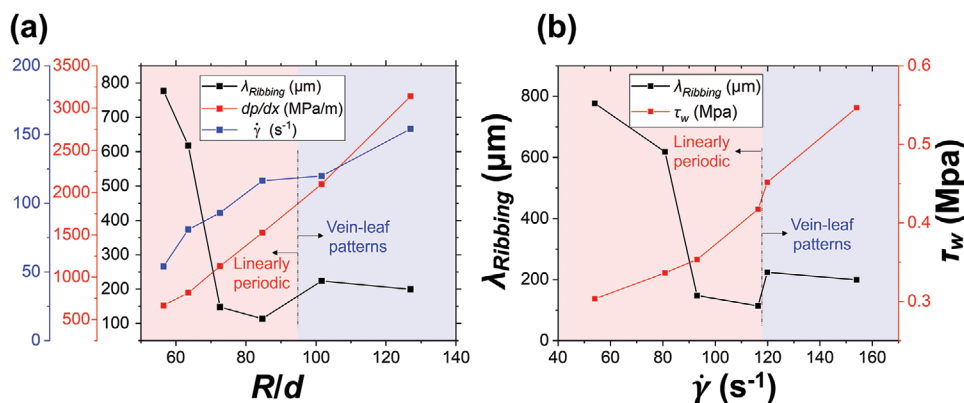 (a)
(b)
200
150
100
50
0
3500
3000
2500
2000
1500
1000
500
800
700
600
500
400
300
200
100
λRibbing (μm)
dp/dx (MPa/m)
γ̇ (s-1)
Linearly
periodic
Vein-leaf
patterns
60 80 100 120 140
R/d
λRibbing (μm)
800
600
400
200
0
λRibbing (μm)
τw (Mpa)
Linearly
periodic
Vein-leaf
patterns
0.6
0.5
0.4
0.3
τw (Mpa)
40 60 80 100 120 140 160
γ̇ (s-1)